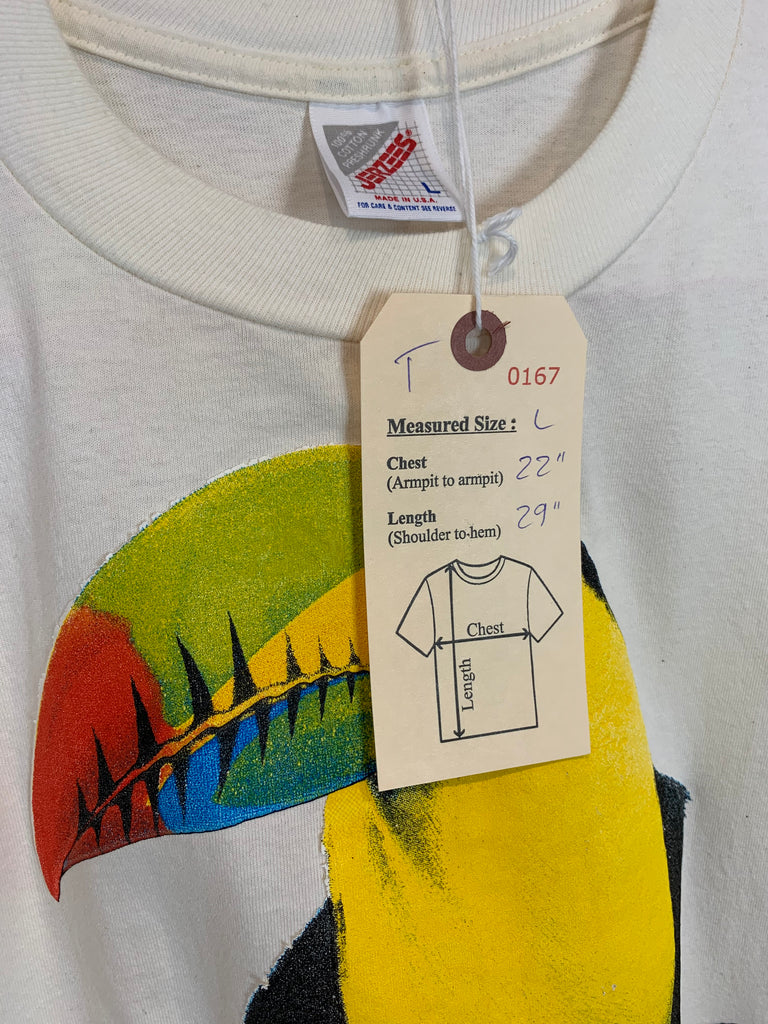 100%
COTTON
PRESHRUNK
JERZEES®
L
MADE IN U.S.A.
FOR CARE & CONTENT SEE REVERSE
T
0167
Measured Size : L
Chest
(Armpit to armpit) 22"
Length
(Shoulder to hem) 29"
Chest
Length